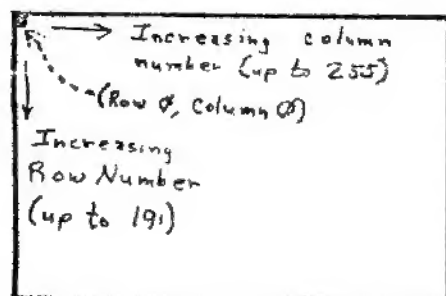 Increasing column
number (up to 255)
(Row Ø, Column Ø)
Increasing
Row Number
(up to 191)